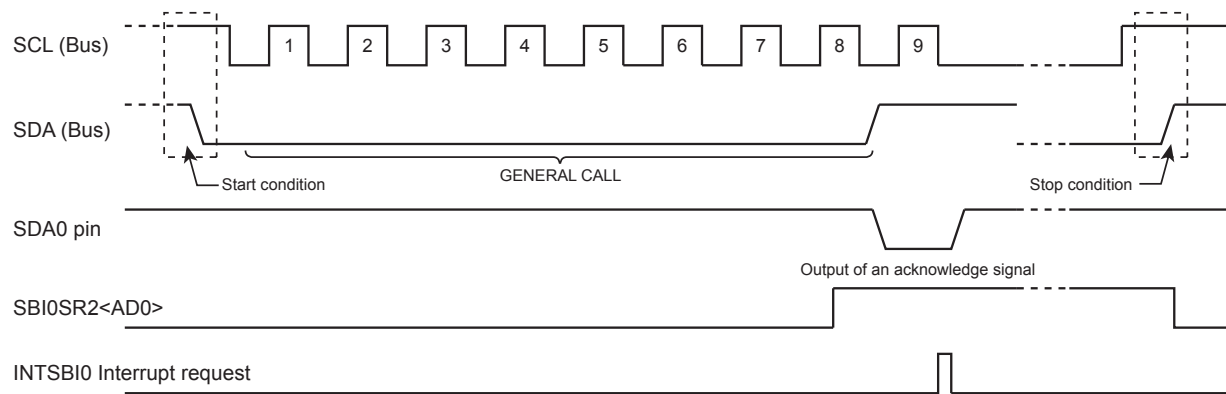 SCL (Bus)
1 2 3 4 5 6 7 8 9
SDA (Bus)
Start condition
GENERAL CALL
Stop condition
SDA0 pin
Output of an acknowledge signal
SBI0SR2<AD0>
INTSBI0 Interrupt request